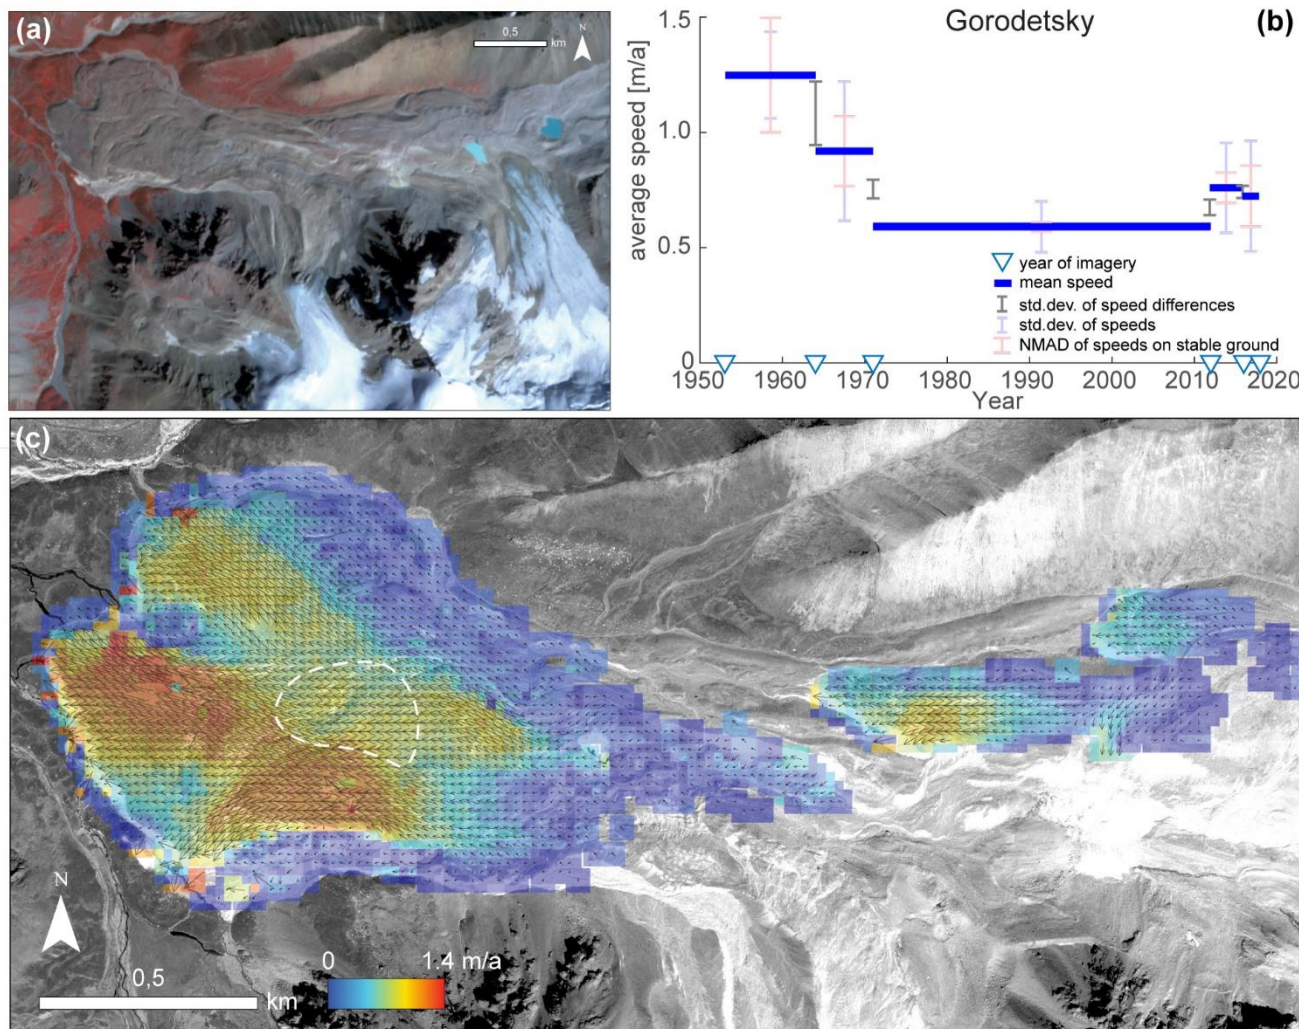 (a)
0.5
km
N
Gorodetsky
(b)
average speed [m/a]
1.5
1.0
0.5
0
year of imagery
mean speed
std.dev. of speed differences
std.dev. of speeds
NMAD of speeds on stable ground
1950 1960 1970 1980 1990 2000 2010 2020
Year
(c)
N
0,5
km
0
1.4 m/a